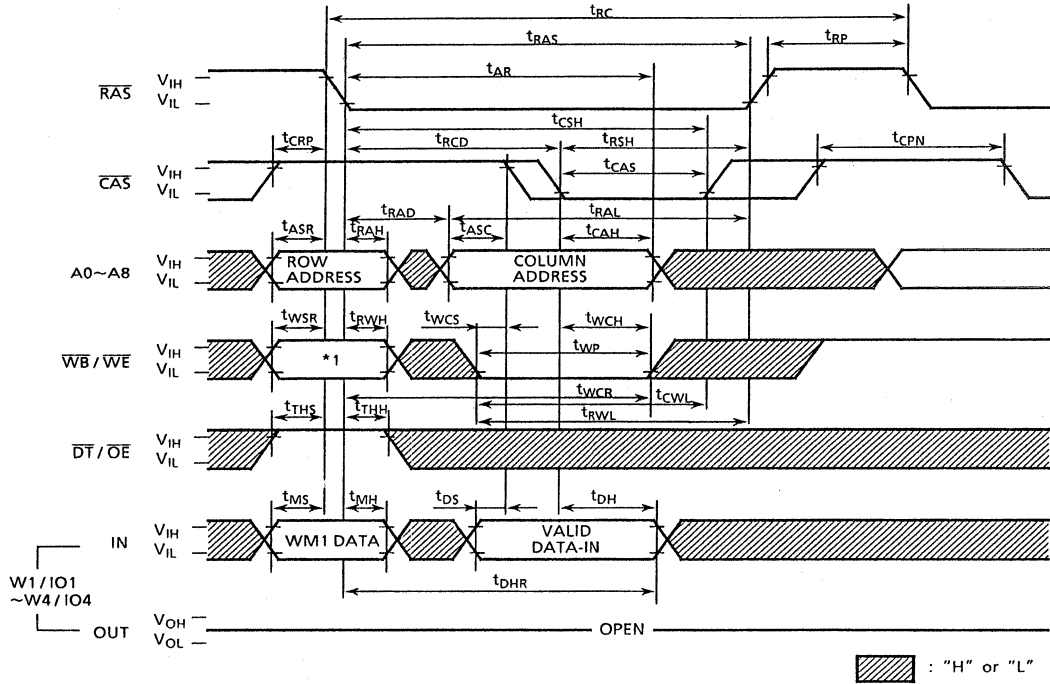 tRC
tRAS
tRP
tAR
RAS
VIH
VIL
tCSH
tCRP
tRCD
tRSH
tCPN
CAS
VIH
VIL
tCAS
tRAD
tRAL
tASR
tRAH
tASC
tCAH
A0~A8
VIH
VIL
ROW
ADDRESS
COLUMN
ADDRESS
tWSR
tRWH
tWCS
tWCH
WB / WE
VIH
VIL
*1
tWP
tWCR
tCWL
tRWL
tTHS
tTHH
DT / OE
VIH
VIL
tMS
tMH
tDS
tDH
IN
VIH
VIL
WM1 DATA
VALID
DATA-IN
tDHR
W1/IO1
~W4/IO4
OUT
VOH
VOL
OPEN
: "H" or "L"